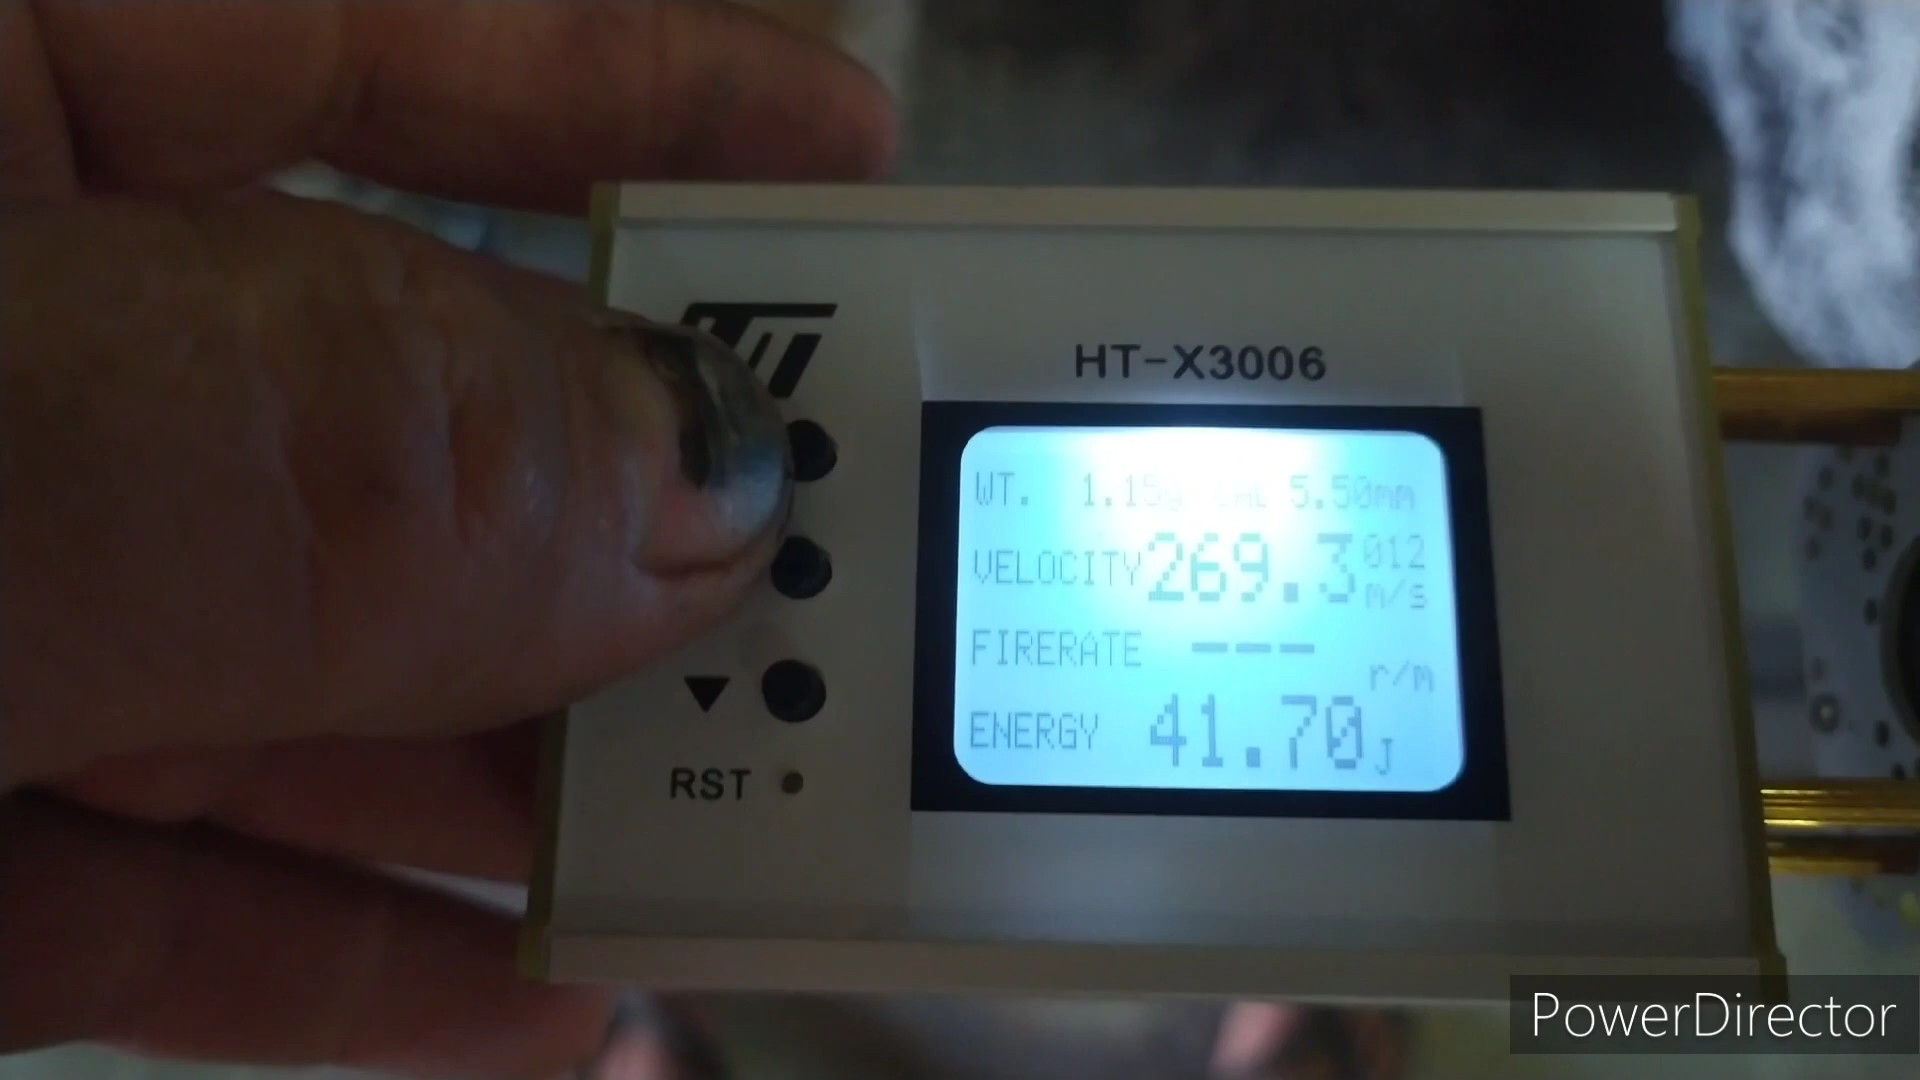 HT-X3006
WT. 1.15g CAL 5.50mm
VELOCITY 269.3 012 m/s
FIRERATE --- r/m
ENERGY 41.70 J
▼
RST
PowerDirector